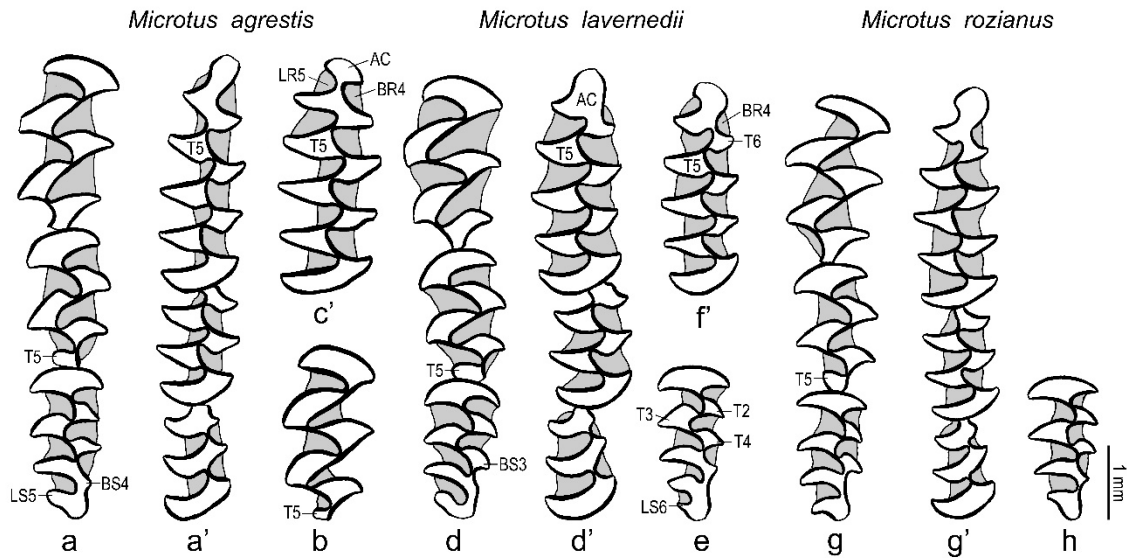 Microtus agrestis Microtus lavernedii Microtus rozianus
LR5 AC BR4
AC
BR4
T6
T5 T5 T5 T5
c' f'
T5 T5 T5
T3 T2
T4
BS3
LS5 BS4 T5 LS6
1 mm
a a' b d d' e g g' h